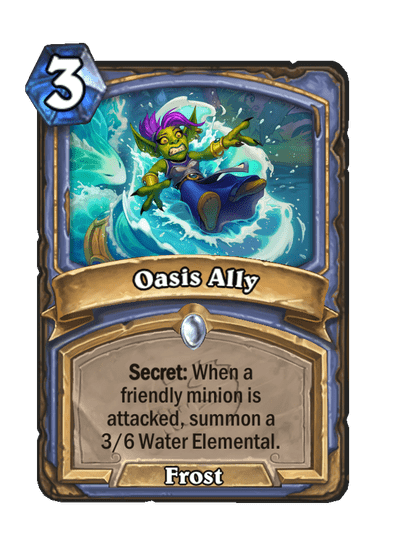 3
Oasis Ally
Secret: When a
friendly minion is
attacked, summon a
3/6 Water Elemental.
Frost